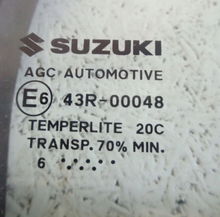 SUZUKI
AGC AUTOMOTIVE
E6 43R-00048
TEMPERLITE 20C
TRANSP. 70% MIN.
6